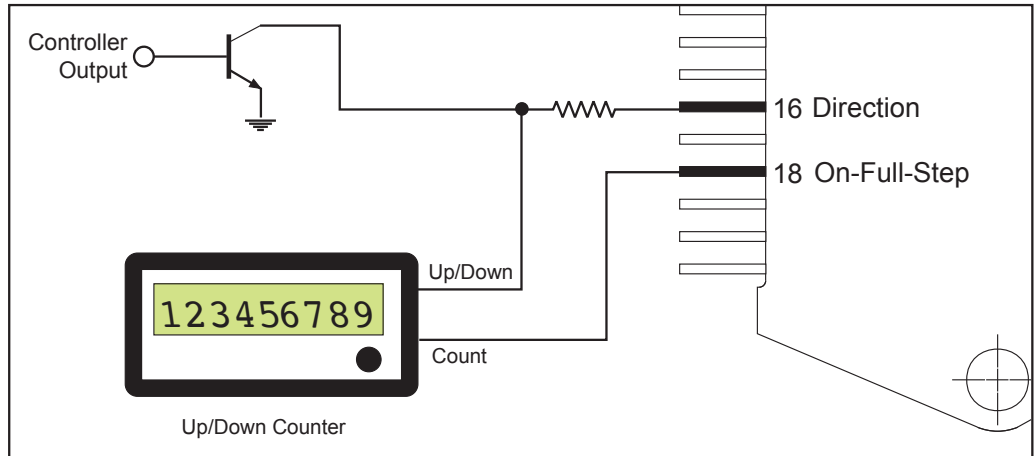 Controller
Output
16 Direction
18 On-Full-Step
Up/Down
123456789
Count
Up/Down Counter